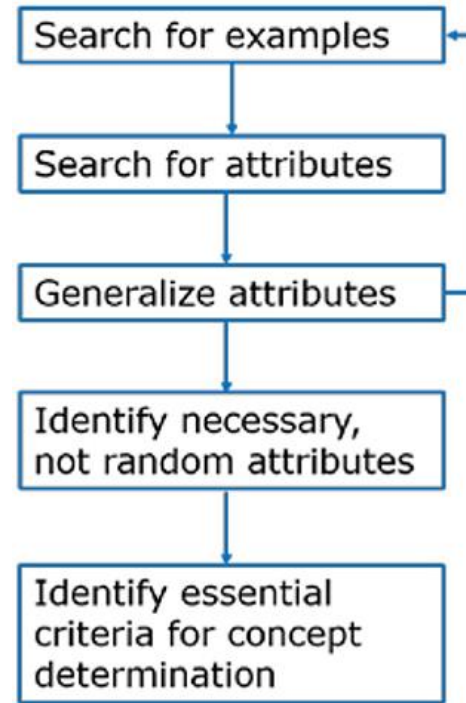 Search for examples
Search for attributes
Generalize attributes
Identify necessary,
not random attributes
Identify essential
criteria for concept
determination